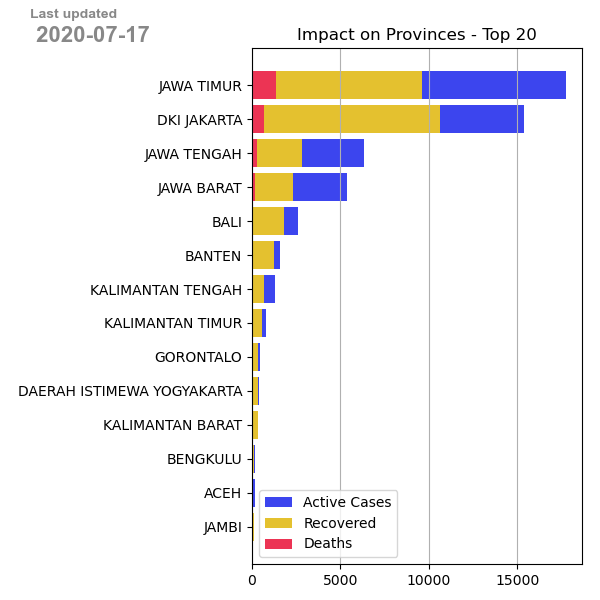 Last updated
2020-07-17
Impact on Provinces - Top 20
JAWA TIMUR
DKI JAKARTA
JAWA TENGAH
JAWA BARAT
BALI
BANTEN
KALIMANTAN TENGAH
KALIMANTAN TIMUR
GORONTALO
DAERAH ISTIMEWA YOGYAKARTA
KALIMANTAN BARAT
BENGKULU
ACEH
JAMBI
Active Cases
Recovered
Deaths
0 5000 10000 15000